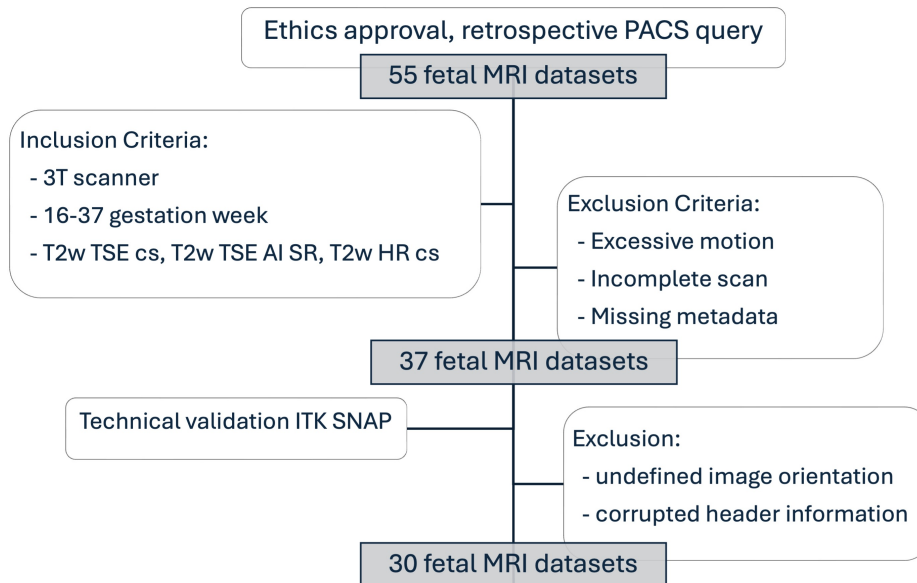 Ethics approval, retrospective PACS query
55 fetal MRI datasets
Inclusion Criteria:
- 3T scanner
- 16-37 gestation week
- T2w TSE cs, T2w TSE AI SR, T2w HR cs
Exclusion Criteria:
- Excessive motion
- Incomplete scan
- Missing metadata
37 fetal MRI datasets
Technical validation ITK SNAP
Exclusion:
- undefined image orientation
- corrupted header information
30 fetal MRI datasets